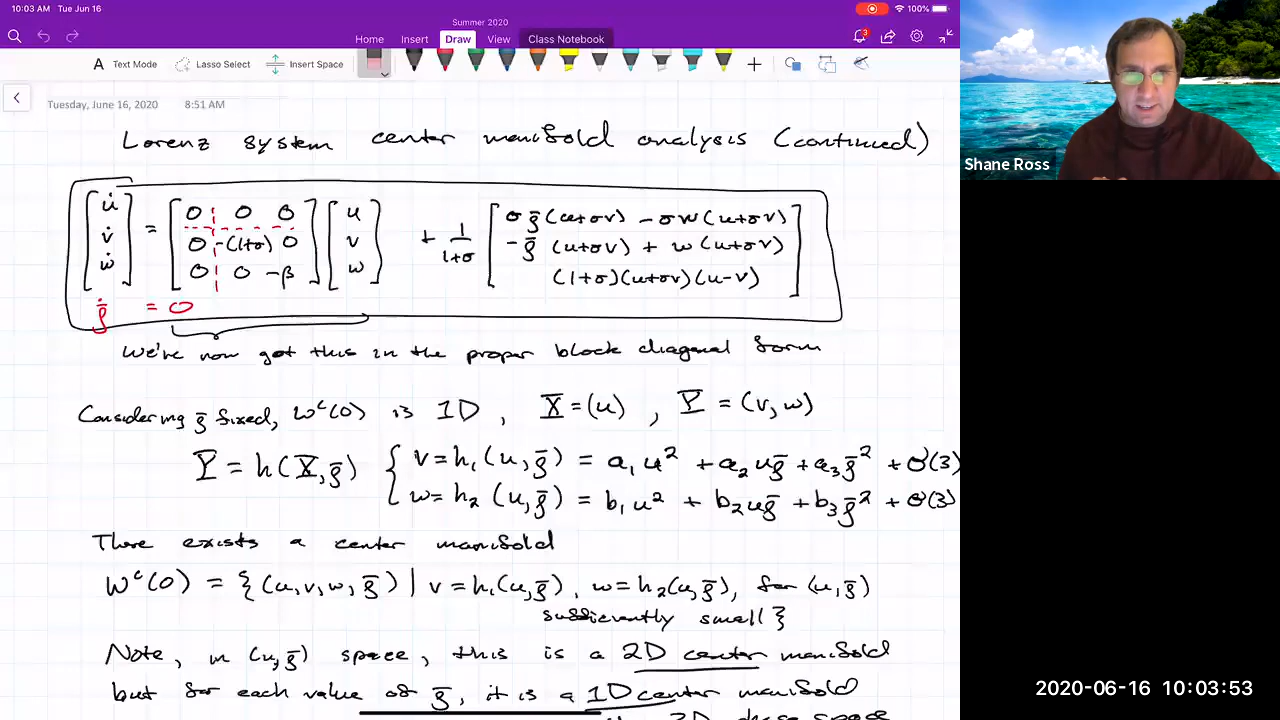 10:03 AM Tue Jun 16
100%
Summer 2020
Home Insert Draw View Class Notebook
3
Text Mode Lasso Select Insert Space
Tuesday, June 16, 2020 8:51 AM
Shane Ross
Lorenz system center manifold analysis (continued)
[u̇ v̇ ẇ] = [0 0 0; 0 -(1+σ) 0; 0 0 -β] [u v w] + 1/(1+σ) [σρ̄(u+σv) - σw(u+σv); -ρ̄(u+σv) + w(u+σv); (1+σ)(u+σv)(u-v)]
ρ̄̇ = 0
We've now got this in the proper block diagonal form
Considering ρ̄ fixed, Wᶜ(0) is 1D, X = (u), Y = (v, w)
Y = h(X, ρ̄) { v = h₁(u, ρ̄) = a₁u² + a₂uρ̄ + a₃ρ̄² + O(3)
w = h₂(u, ρ̄) = b₁u² + b₂uρ̄ + b₃ρ̄² + O(3)
There exists a center manifold
Wᶜ(0) = {(u, v, w, ρ̄) | v = h₁(u, ρ̄), w = h₂(u, ρ̄), for (u, ρ̄)
sufficiently small}
Note, in (u, ρ̄) space, this is a 2D center manifold
but for each value of ρ̄, it is a 1D center manifold
3D phase space
2020-06-16 10:03:53